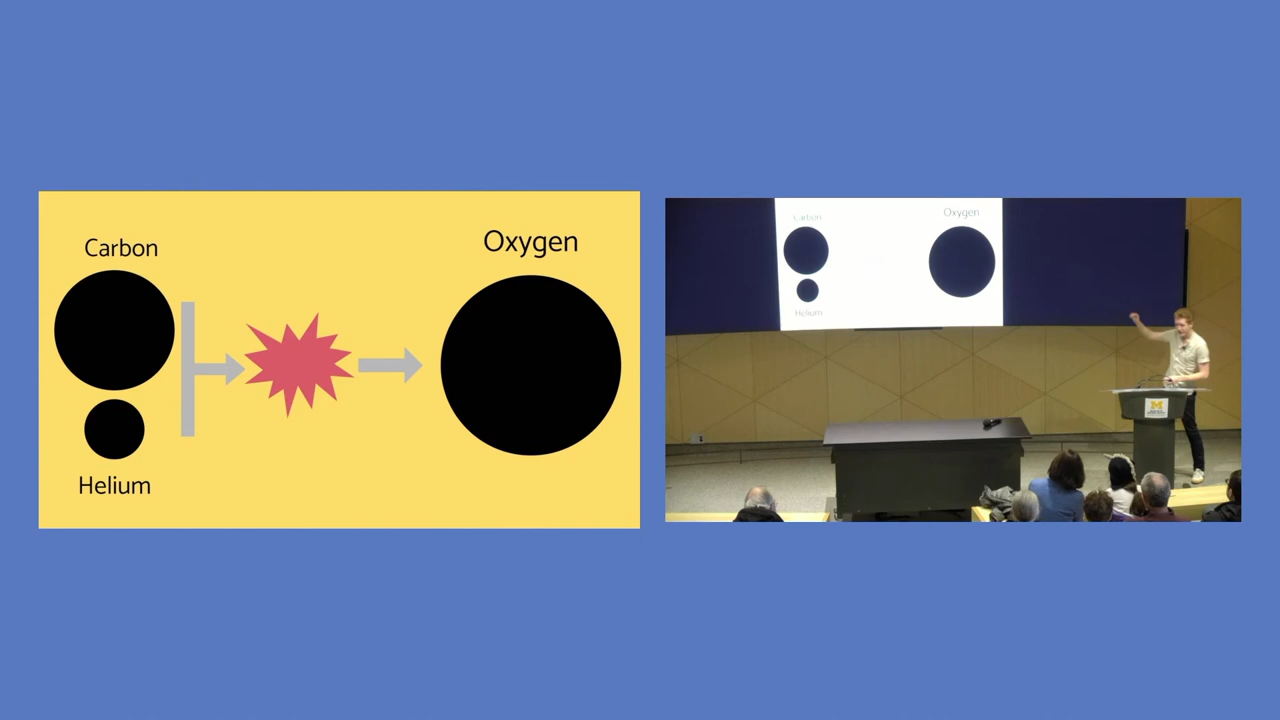 Carbon
Oxygen
Helium
Carbon
Oxygen
Helium
M